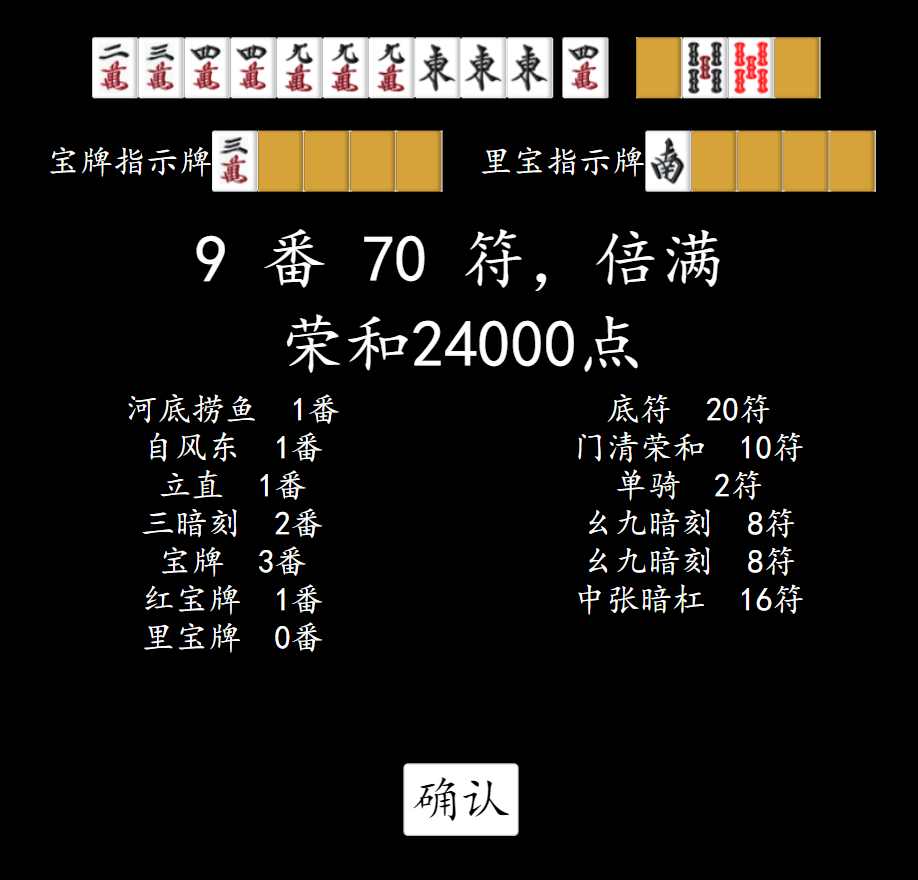 二萬 三萬 四萬 四萬 九萬 九萬 九萬 東 東 東 四萬
宝牌指示牌 三萬 里宝指示牌 南
9 番 70 符，倍满
荣和24000点
河底捞鱼 1番 底符 20符
自风东 1番 门清荣和 10符
立直 1番 单骑 2符
三暗刻 2番 幺九暗刻 8符
宝牌 3番 幺九暗刻 8符
红宝牌 1番 中张暗杠 16符
里宝牌 0番
确认